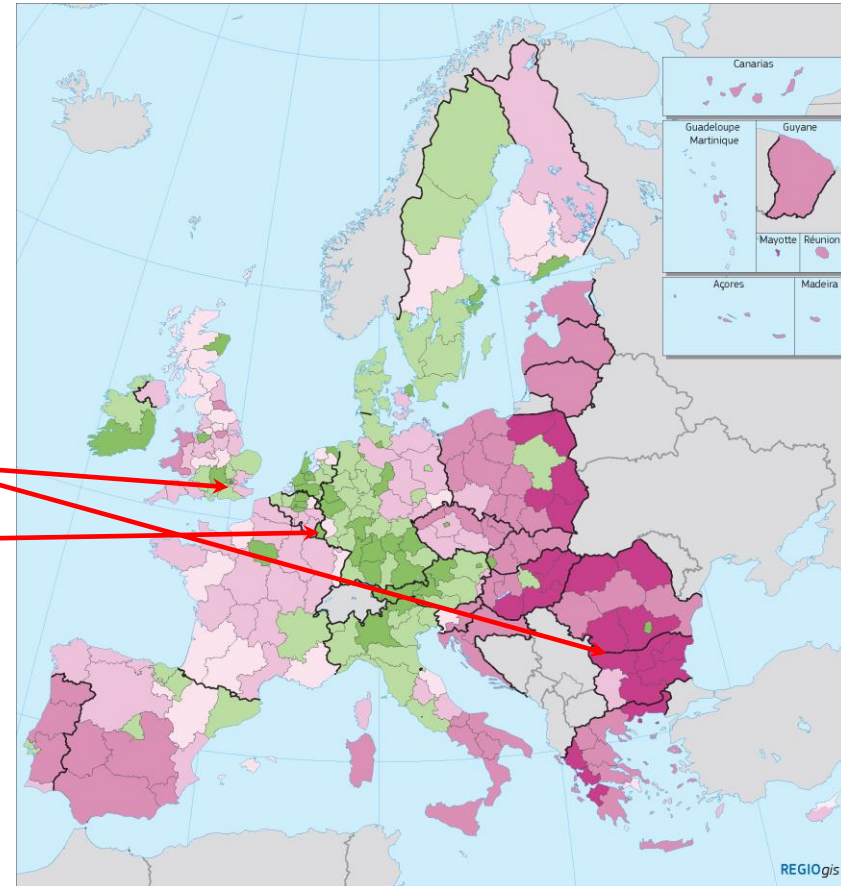 Canarias
Guadeloupe
Martinique
Guyane
Mayotte
Réunion
Açores
Madeira
REGIOgis